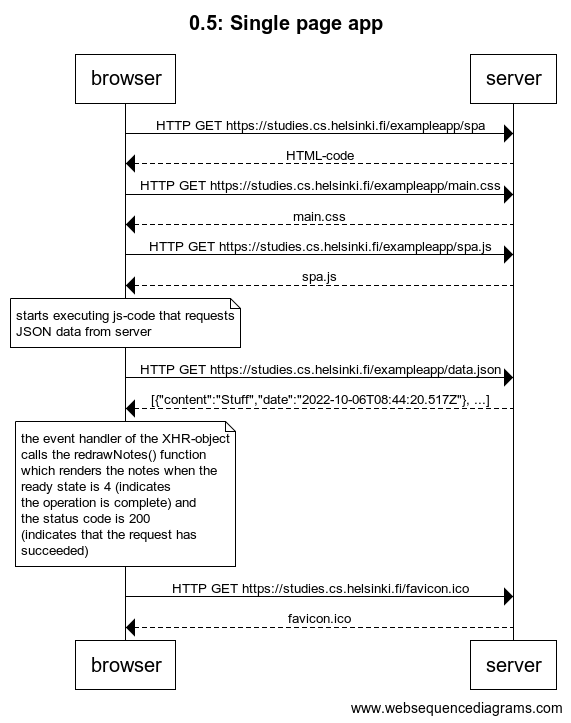 0.5: Single page app
browser
server
HTTP GET https://studies.cs.helsinki.fi/exampleapp/spa
HTML-code
HTTP GET https://studies.cs.helsinki.fi/exampleapp/main.css
main.css
HTTP GET https://studies.cs.helsinki.fi/exampleapp/spa.js
spa.js
starts executing js-code that requests
JSON data from server
HTTP GET https://studies.cs.helsinki.fi/exampleapp/data.json
[{"content":"Stuff","date":"2022-10-06T08:44:20.517Z"}, ...]
the event handler of the XHR-object
calls the redrawNotes() function
which renders the notes when the
ready state is 4 (indicates
the operation is complete) and
the status code is 200
(indicates that the request has
succeeded)
HTTP GET https://studies.cs.helsinki.fi/favicon.ico
favicon.ico
browser
server
www.websequencediagrams.com